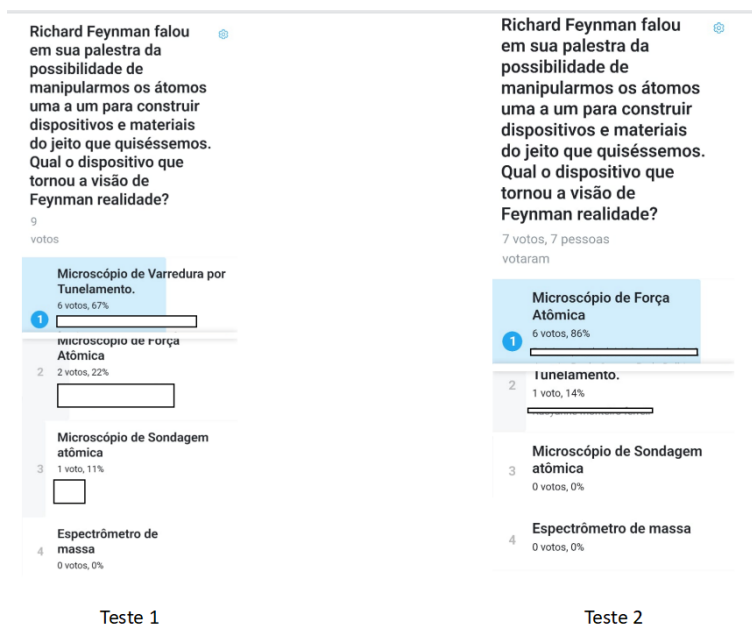 Richard Feynman falou
em sua palestra da
possibilidade de
manipularmos os átomos
uma a um para construir
dispositivos e materiais
do jeito que quiséssemos.
Qual o dispositivo que
tornou a visão de
Feynman realidade?
9
votos
Microscópio de Varredura por
Tunelamento.
6 votos, 67%
1
Microscópio de Força
Atômica
2 2 votos, 22%
Microscópio de Sondagem
atômica
3 1 voto, 11%
Espectrômetro de
4 massa
0 votos, 0%
Teste 1
Richard Feynman falou
em sua palestra da
possibilidade de
manipularmos os átomos
uma a um para construir
dispositivos e materiais
do jeito que quiséssemos.
Qual o dispositivo que
tornou a visão de
Feynman realidade?
7 votos, 7 pessoas
votaram
Microscópio de Força
Atômica
1 6 votos, 86%
Tunelamento.
2 1 voto, 14%
Microscópio de Sondagem
3 atômica
0 votos, 0%
Espectrômetro de massa
4 0 votos, 0%
Teste 2